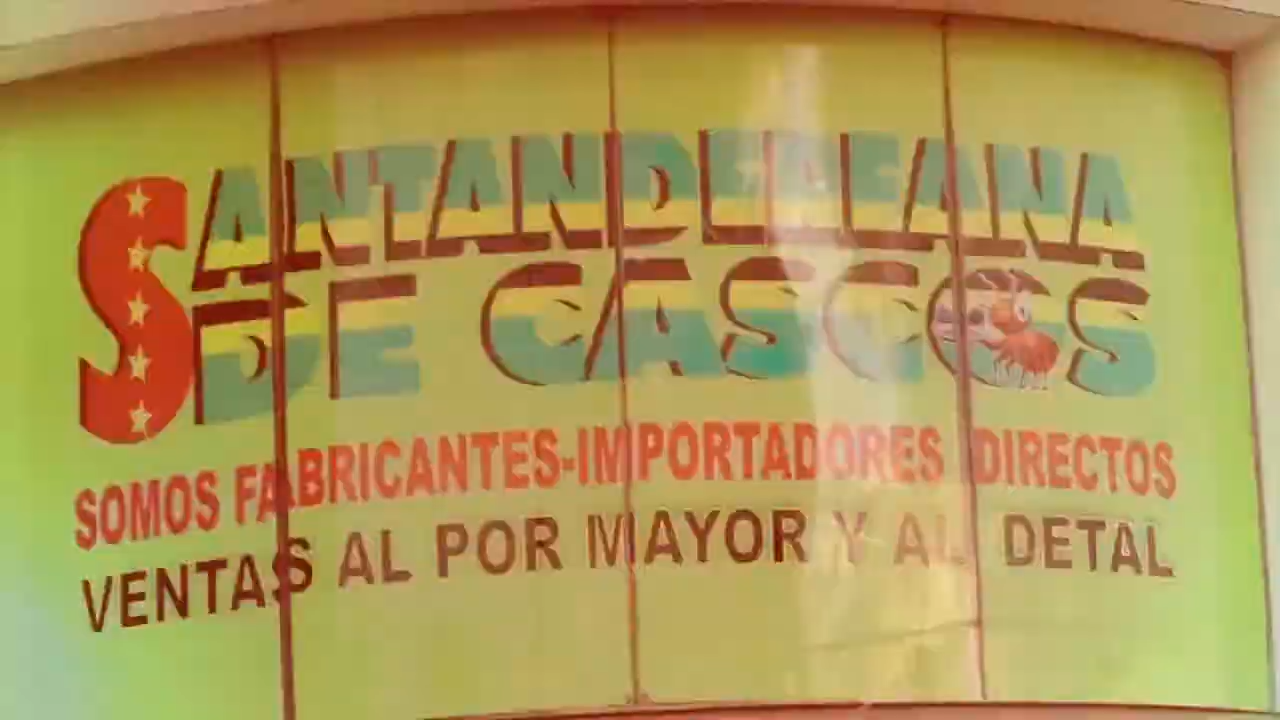 SANTANDEREANA
DE CASCOS
SOMOS FABRICANTES-IMPORTADORES DIRECTOS
VENTAS AL POR MAYOR Y AL DETAL